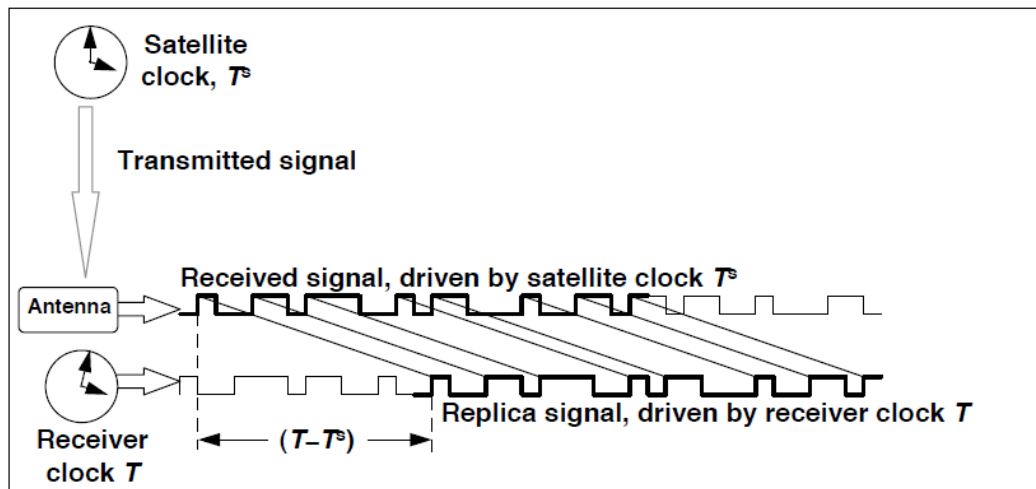 Satellite
clock, Tˢ
Transmitted signal
Received signal, driven by satellite clock Tˢ
Antenna
Replica signal, driven by receiver clock T
(T–Tˢ)
Receiver
clock T